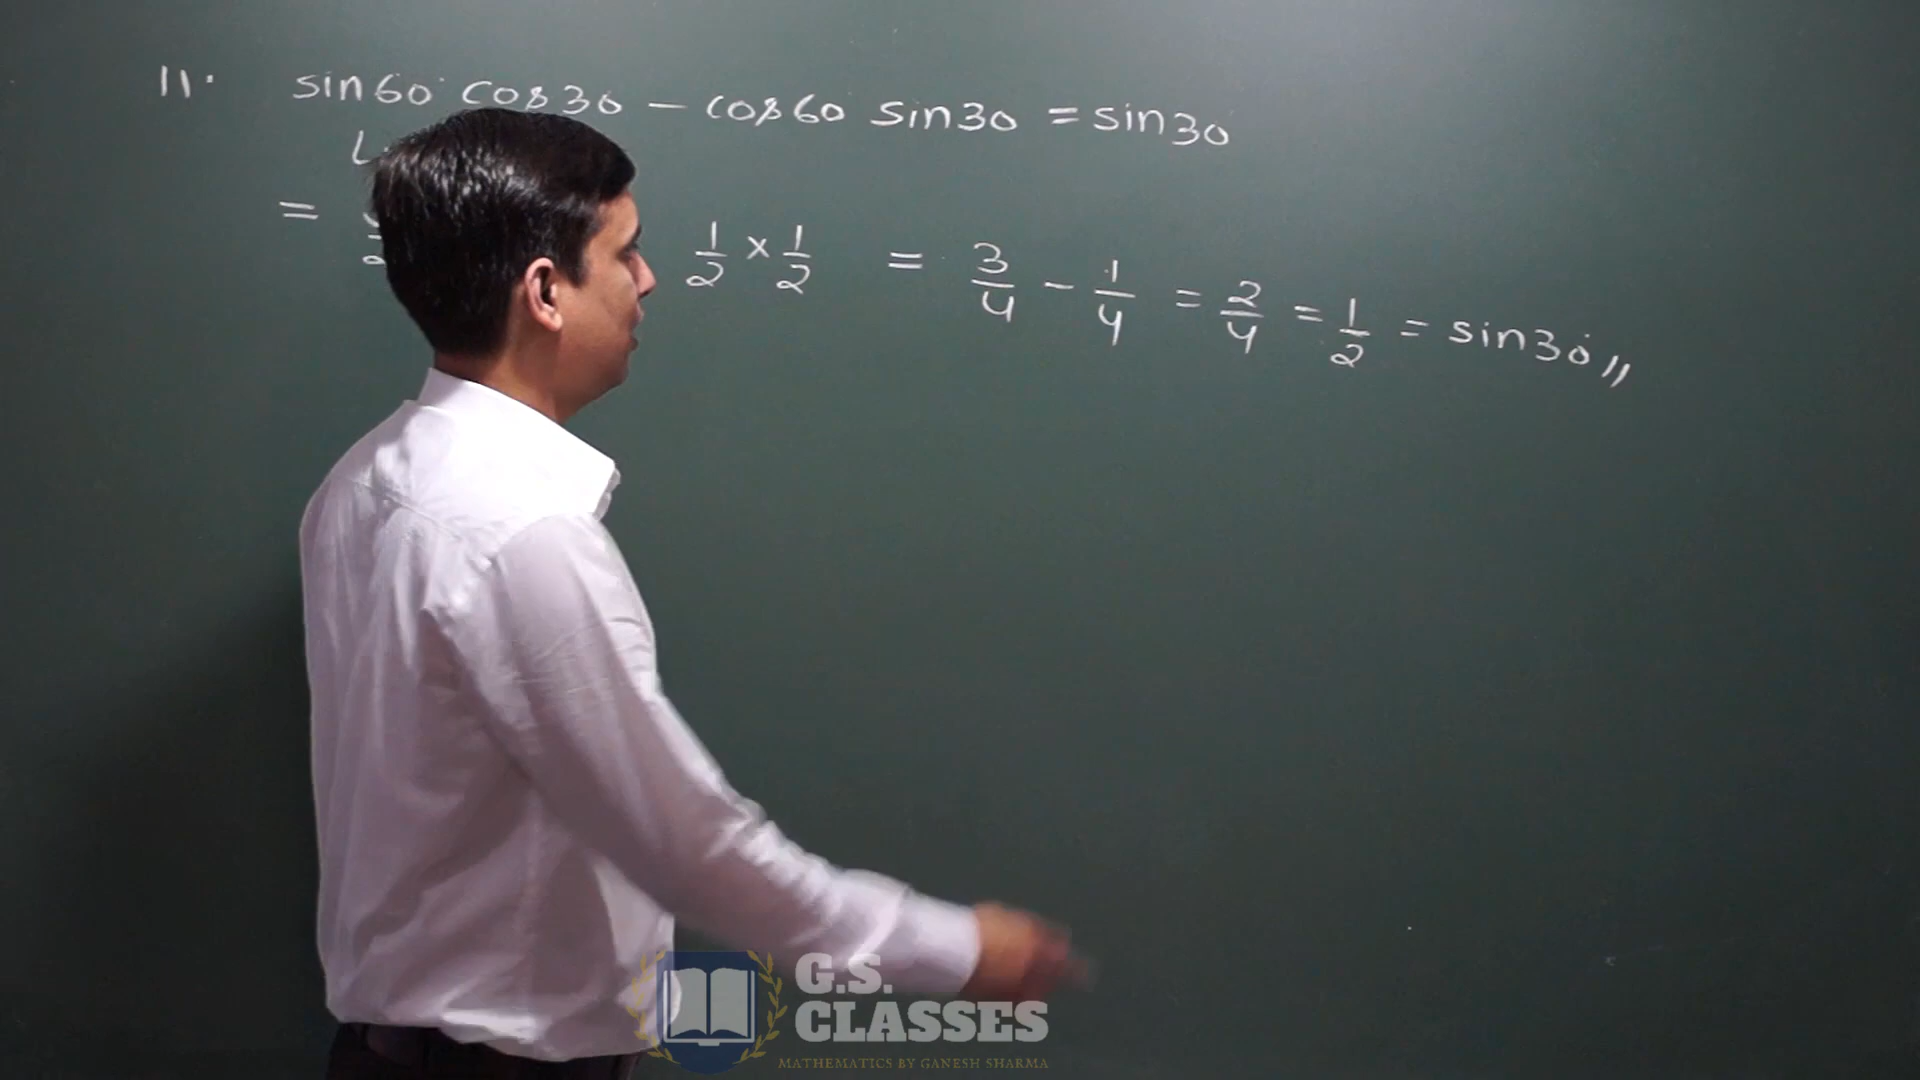 11. sin60° cos30 – cos60 sin30 = sin30
L
= 1/2 × 1/2 = 3/4 - 1/4 = 2/4 = 1/2 = sin30°,,
G.S.
CLASSES
MATHEMATICS BY GANESH SHARMA